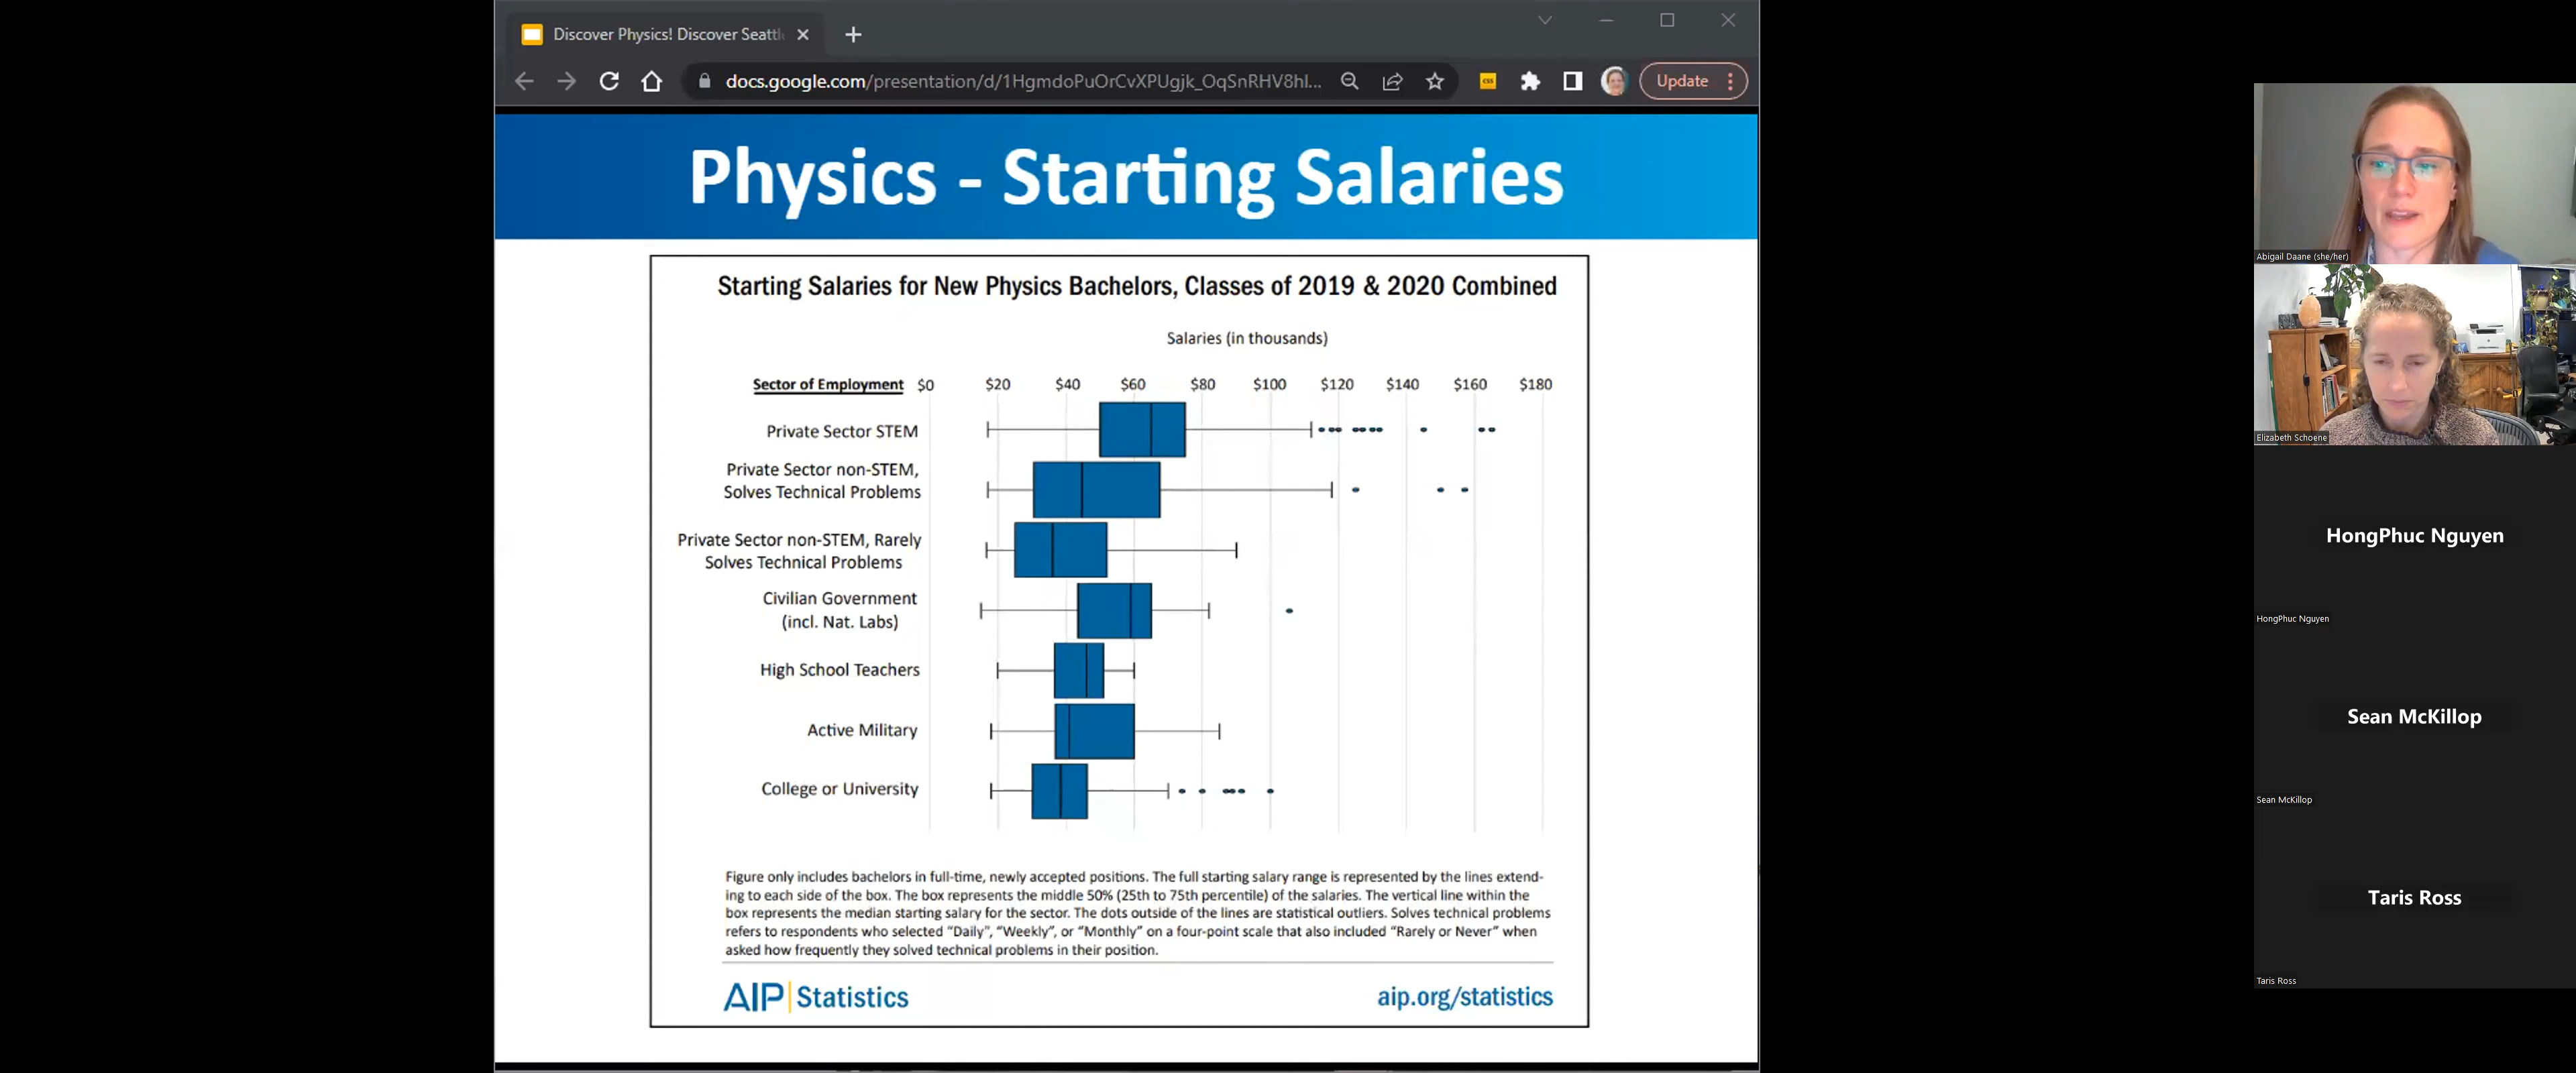 Discover Physics! Discover Seattl
docs.google.com/presentation/d/1HgmdoPuOrCvXPUgjk_OqSnRHV8hl...
css
Update
Physics - Starting Salaries
Starting Salaries for New Physics Bachelors, Classes of 2019 & 2020 Combined
Salaries (in thousands)
Sector of Employment $0 $20 $40 $60 $80 $100 $120 $140 $160 $180
Private Sector STEM
Private Sector non-STEM,
Solves Technical Problems
Private Sector non-STEM, Rarely
Solves Technical Problems
Civilian Government
(incl. Nat. Labs)
High School Teachers
Active Military
College or University
Figure only includes bachelors in full-time, newly accepted positions. The full starting salary range is represented by the lines extend-
ing to each side of the box. The box represents the middle 50% (25th to 75th percentile) of the salaries. The vertical line within the
box represents the median starting salary for the sector. The dots outside of the lines are statistical outliers. Solves technical problems
refers to respondents who selected "Daily", "Weekly", or "Monthly" on a four-point scale that also included "Rarely or Never" when
asked how frequently they solved technical problems in their position.
AIP Statistics
aip.org/statistics
Abigail Daane (she/her)
Elizabeth Schoene
HongPhuc Nguyen
HongPhuc Nguyen
Sean McKillop
Sean McKillop
Taris Ross
Taris Ross